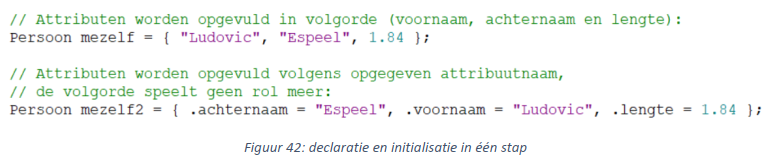 // Attributen worden opgevuld in volgorde (voornaam, achternaam en lengte):
Persoon mezelf = { "Ludovic", "Espeel", 1.84 };
// Attributen worden opgevuld volgens opgegeven attribuutnaam,
// de volgorde speelt geen rol meer:
Persoon mezelf2 = { .achternaam = "Espeel", .voornaam = "Ludovic", .lengte = 1.84 };
Figuur 42: declaratie en initialisatie in één stap